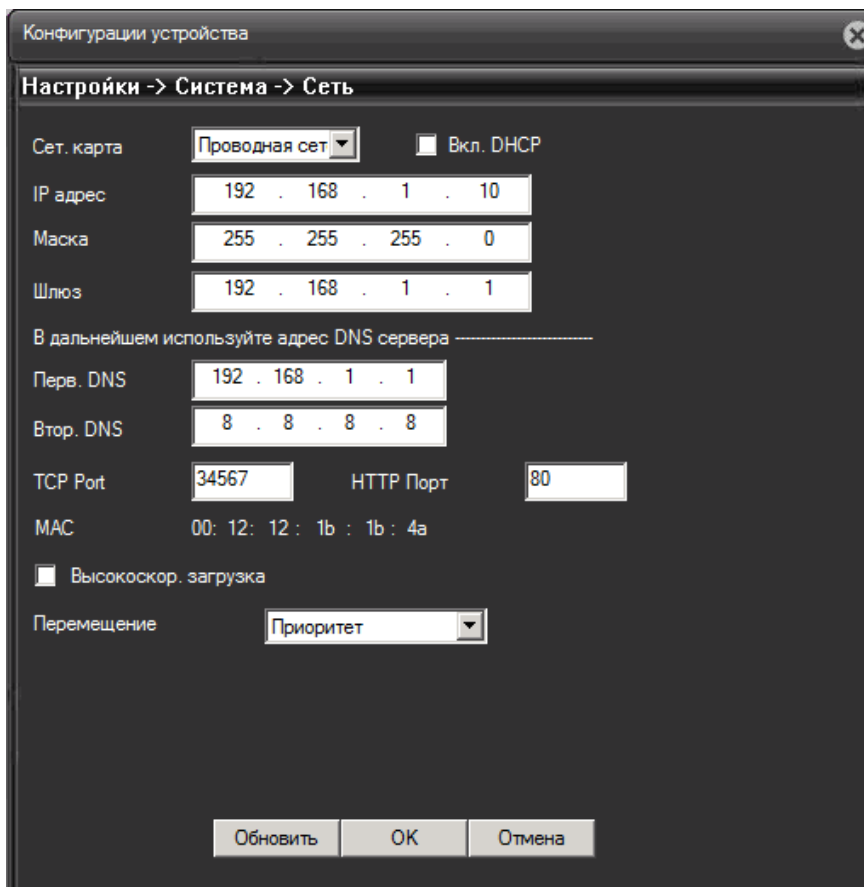 Конфигурации устройства
Настройки -> Система -> Сеть
Сет. карта Проводная сет Вкл. DHCP
IP адрес 192 . 168 . 1 . 10
Маска 255 . 255 . 255 . 0
Шлюз 192 . 168 . 1 . 1
В дальнейшем используйте адрес DNS сервера ----------------------------
Перв. DNS 192 . 168 . 1 . 1
Втор. DNS 8 . 8 . 8 . 8
TCP Port 34567 HTTP Порт 80
MAC 00: 12: 12 : 1b : 1b : 4a
Высокоскор. загрузка
Перемещение Приоритет
Обновить OK Отмена